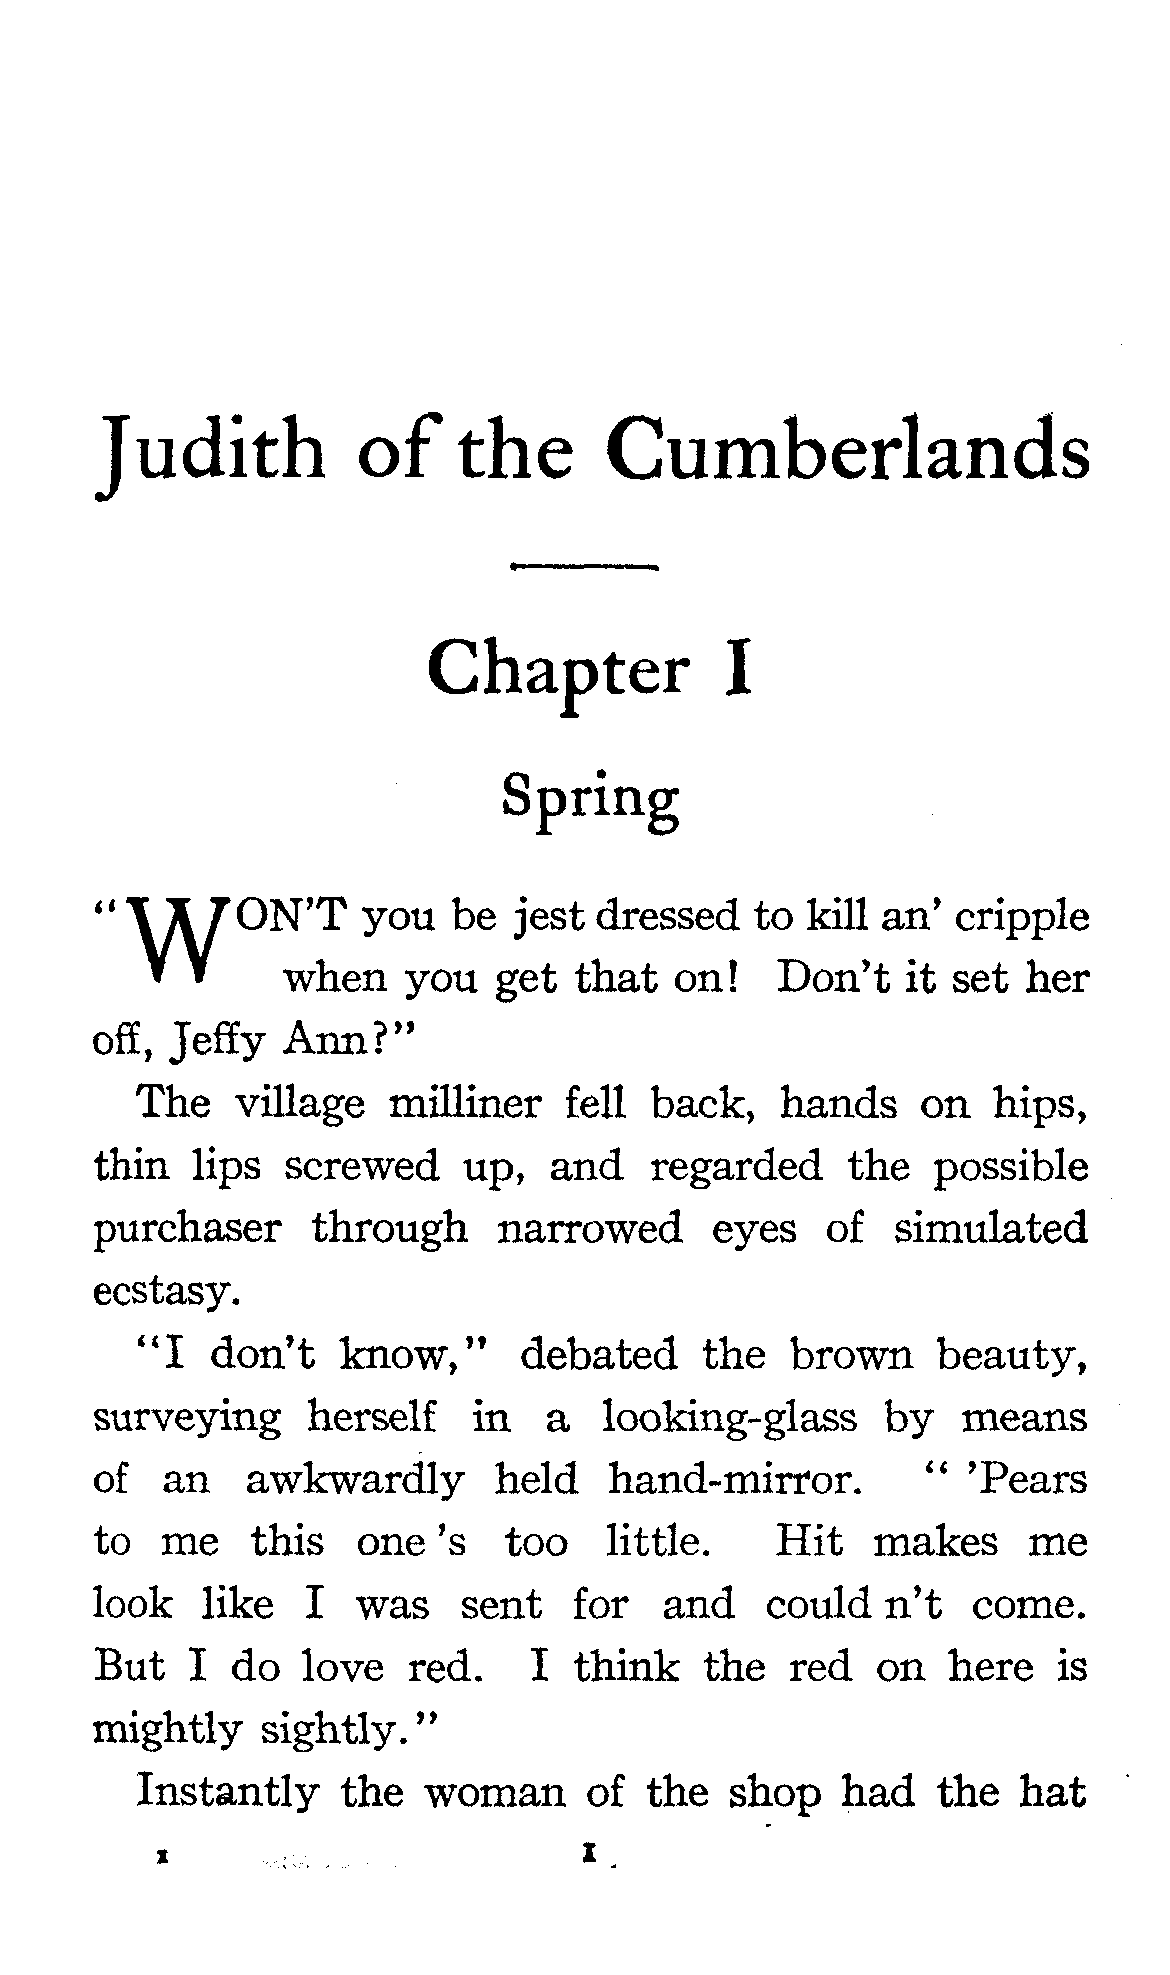 Judith of the Cumberlands
Chapter I
Spring
“WON’T you be jest dressed to kill an’ cripple
when you get that on! Don’t it set her
off, Jeffy Ann?”
The village milliner fell back, hands on hips,
thin lips screwed up, and regarded the possible
purchaser through narrowed eyes of simulated
ecstasy.
“I don’t know,” debated the brown beauty,
surveying herself in a looking-glass by means
of an awkwardly held hand-mirror. “ ’Pears
to me this one ’s too little. Hit makes me
look like I was sent for and could n’t come.
But I do love red. I think the red on here is
mightly sightly.”
Instantly the woman of the shop had the hat
1 1